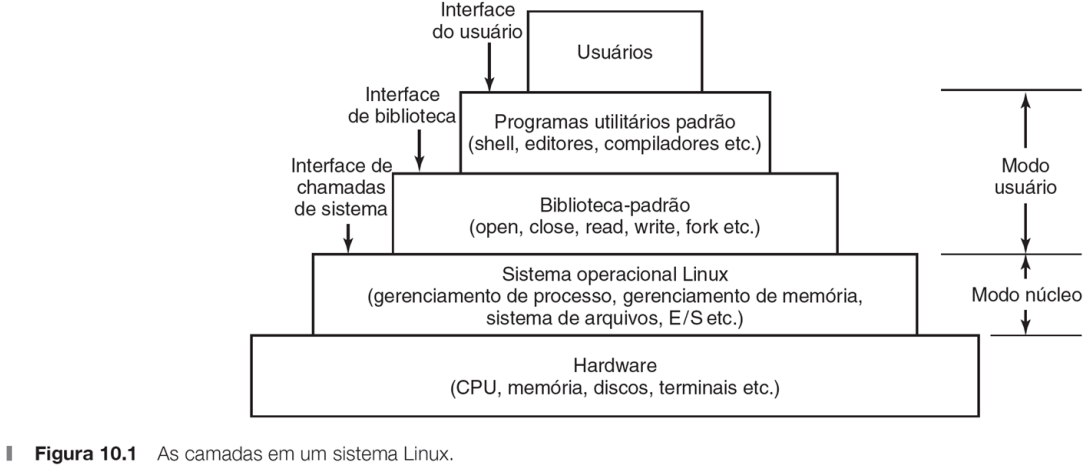 Interface
do usuário
Usuários
Interface
de biblioteca
Programas utilitários padrão
(shell, editores, compiladores etc.)
Modo
usuário
Interface de
chamadas
de sistema
Biblioteca-padrão
(open, close, read, write, fork etc.)
Sistema operacional Linux
(gerenciamento de processo, gerenciamento de memória,
sistema de arquivos, E/S etc.)
Modo núcleo
Hardware
(CPU, memória, discos, terminais etc.)
Figura 10.1 As camadas em um sistema Linux.